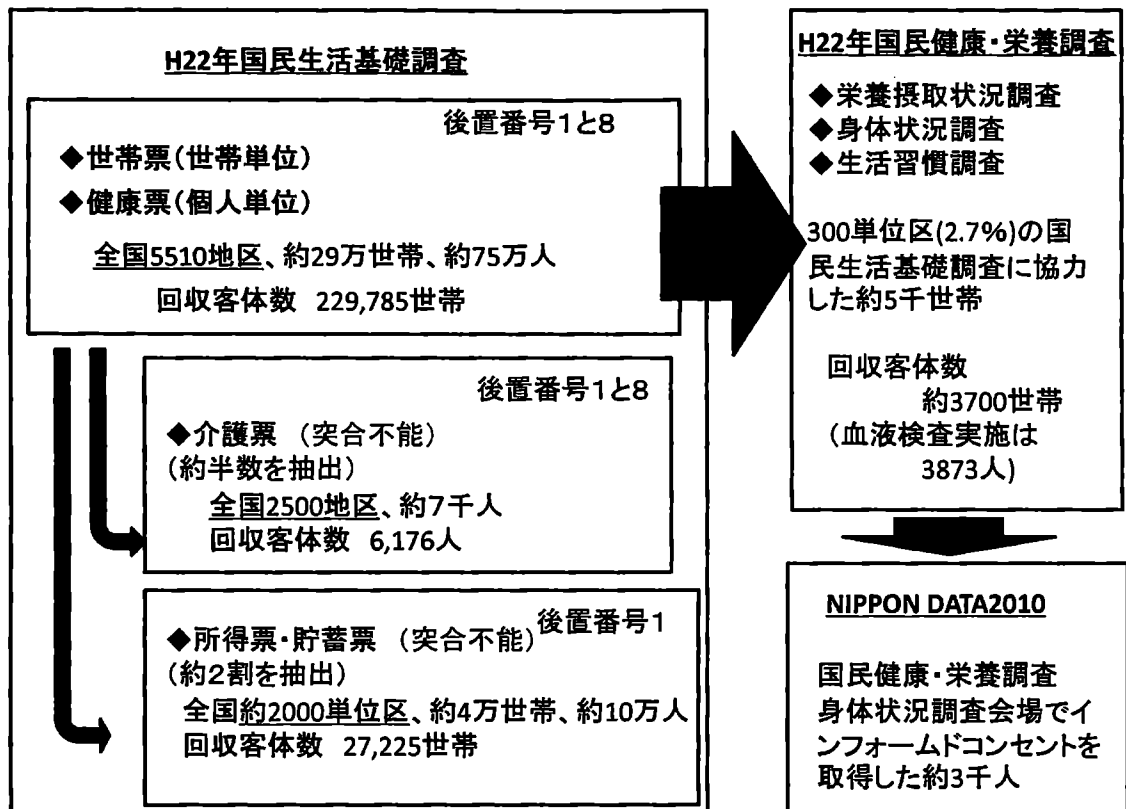 H22年国民生活基礎調査
後置番号1と8
◆世帯票(世帯単位)
◆健康票(個人単位)
全国5510地区、約29万世帯、約75万人
回収客体数 229,785世帯
後置番号1と8
◆介護票 (突合不能)
(約半数を抽出)
全国2500地区、約7千人
回収客体数 6,176人
後置番号1
◆所得票・貯蓄票 (突合不能)
(約2割を抽出)
全国約2000単位区、約4万世帯、約10万人
回収客体数 27,225世帯
H22年国民健康・栄養調査
◆栄養摂取状況調査
◆身体状況調査
◆生活習慣調査
300単位区(2.7%)の国
民生活基礎調査に協力
した約5千世帯
回収客体数
約3700世帯
(血液検査実施は
3873人)
NIPPON DATA2010
国民健康・栄養調査
身体状況調査会場でイ
ンフォームドコンセントを
取得した約3千人